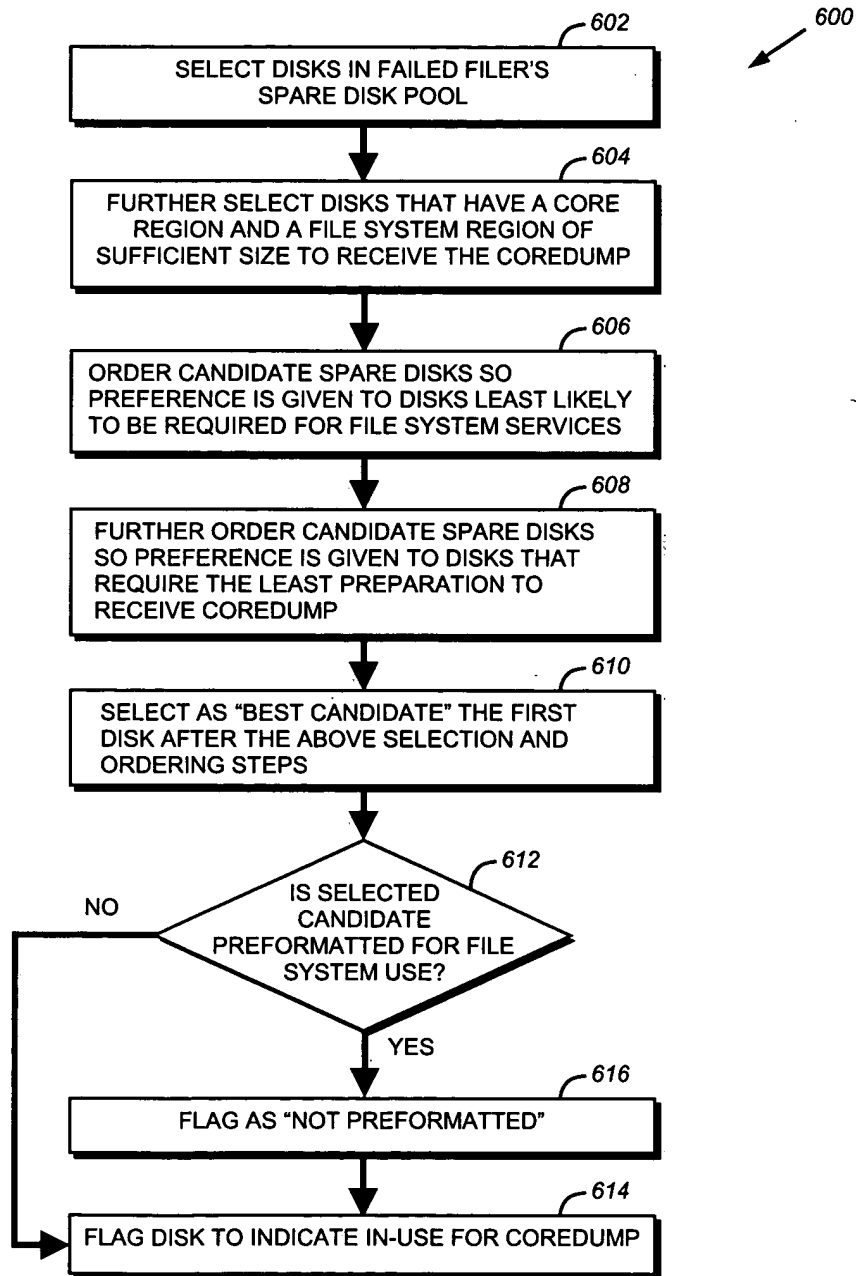 600
602
SELECT DISKS IN FAILED FILER'S
SPARE DISK POOL
604
FURTHER SELECT DISKS THAT HAVE A CORE
REGION AND A FILE SYSTEM REGION OF
SUFFICIENT SIZE TO RECEIVE THE COREDUMP
606
ORDER CANDIDATE SPARE DISKS SO
PREFERENCE IS GIVEN TO DISKS LEAST LIKELY
TO BE REQUIRED FOR FILE SYSTEM SERVICES
608
FURTHER ORDER CANDIDATE SPARE DISKS
SO PREFERENCE IS GIVEN TO DISKS THAT
REQUIRE THE LEAST PREPARATION TO
RECEIVE COREDUMP
610
SELECT AS "BEST CANDIDATE" THE FIRST
DISK AFTER THE ABOVE SELECTION AND
ORDERING STEPS
612
IS SELECTED
CANDIDATE
PREFORMATTED FOR FILE
SYSTEM USE?
NO
YES
616
FLAG AS "NOT PREFORMATTED"
614
FLAG DISK TO INDICATE IN-USE FOR COREDUMP